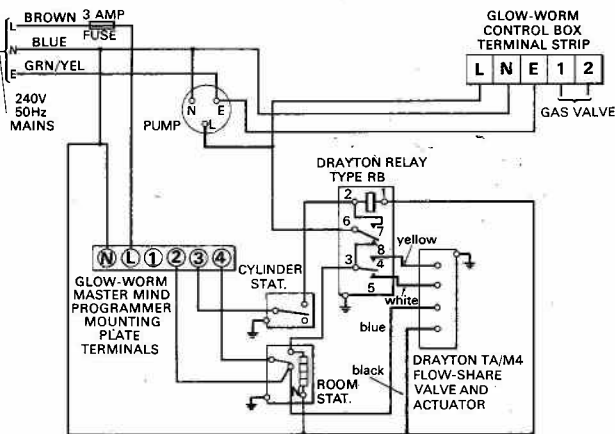 L BROWN 3 AMP
FUSE
N BLUE
E GRN/YEL
240V
50Hz
MAINS
N E
L
PUMP
GLOW-WORM
CONTROL BOX
TERMINAL STRIP
L N E 1 2
GAS VALVE
DRAYTON RELAY
TYPE RB
2 1
6 7
8
3 4
5
yellow
white
blue
black
N L 1 2 3 4
GLOW-WORM
MASTER MIND
PROGRAMMER
MOUNTING
PLATE
TERMINALS
CYLINDER
STAT.
N
ROOM
STAT.
DRAYTON TA/M4
FLOW-SHARE
VALVE AND
ACTUATOR